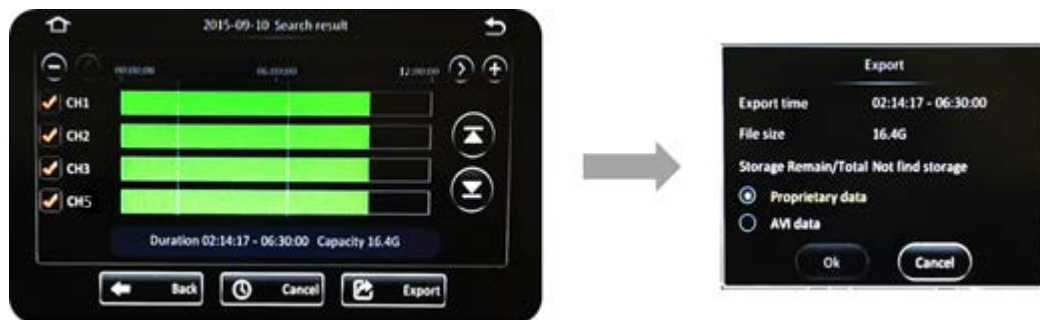 2015-09-10 Search result
00:00:00 06:00:00 12:00:00
CH1
CH2
CH3
CH5
Duration 02:14:17 - 06:30:00 Capacity 16.4G
Back Cancel Export
Export
Export time 02:14:17 - 06:30:00
File size 16.4G
Storage Remain/Total Not find storage
Proprietary data
AVI data
Ok Cancel